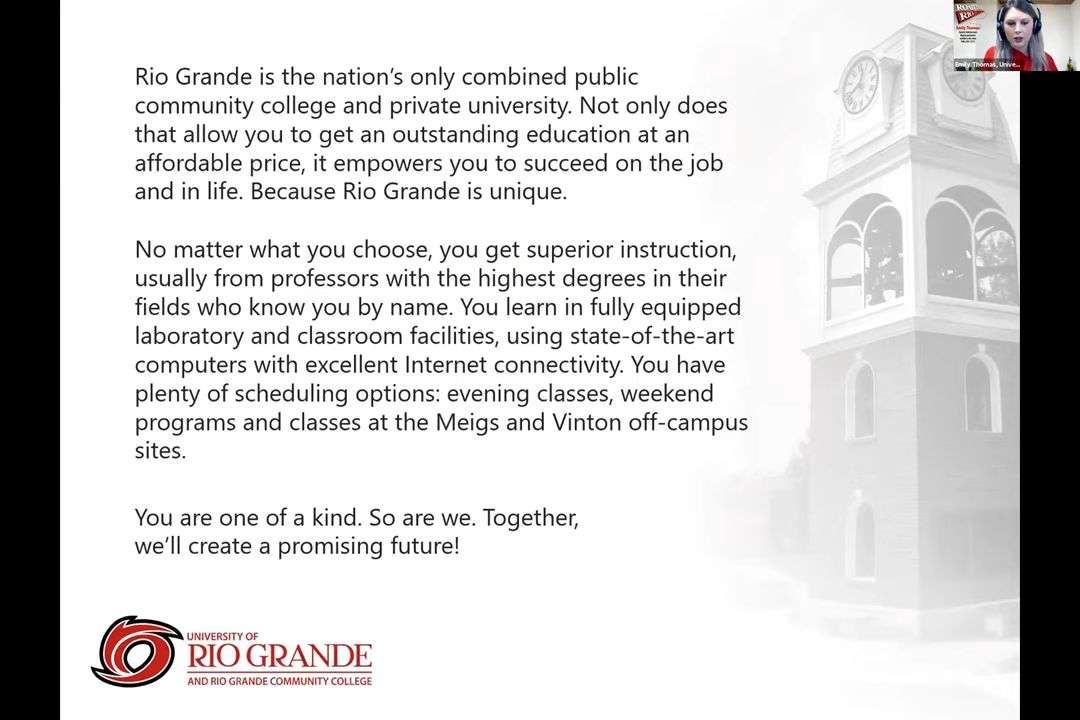 Rio Grande is the nation's only combined public
community college and private university. Not only does
that allow you to get an outstanding education at an
affordable price, it empowers you to succeed on the job
and in life. Because Rio Grande is unique.
No matter what you choose, you get superior instruction,
usually from professors with the highest degrees in their
fields who know you by name. You learn in fully equipped
laboratory and classroom facilities, using state-of-the-art
computers with excellent Internet connectivity. You have
plenty of scheduling options: evening classes, weekend
programs and classes at the Meigs and Vinton off-campus
sites.
You are one of a kind. So are we. Together,
we'll create a promising future!
UNIVERSITY OF
RIO GRANDE
AND RIO GRANDE COMMUNITY COLLEGE
RIO
Emily Thomas
Emily Thomas, Unive...